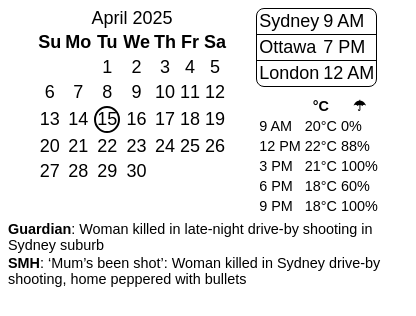 April 2025
Su Mo Tu We Th Fr Sa
1 2 3 4 5
6 7 8 9 10 11 12
13 14 15 16 17 18 19
20 21 22 23 24 25 26
27 28 29 30
Sydney 9 AM
Ottawa 7 PM
London 12 AM
°C ☂
9 AM 20°C 0%
12 PM 22°C 88%
3 PM 21°C 100%
6 PM 18°C 60%
9 PM 18°C 100%
Guardian: Woman killed in late-night drive-by shooting in
Sydney suburb
SMH: ‘Mum’s been shot’: Woman killed in Sydney drive-by
shooting, home peppered with bullets